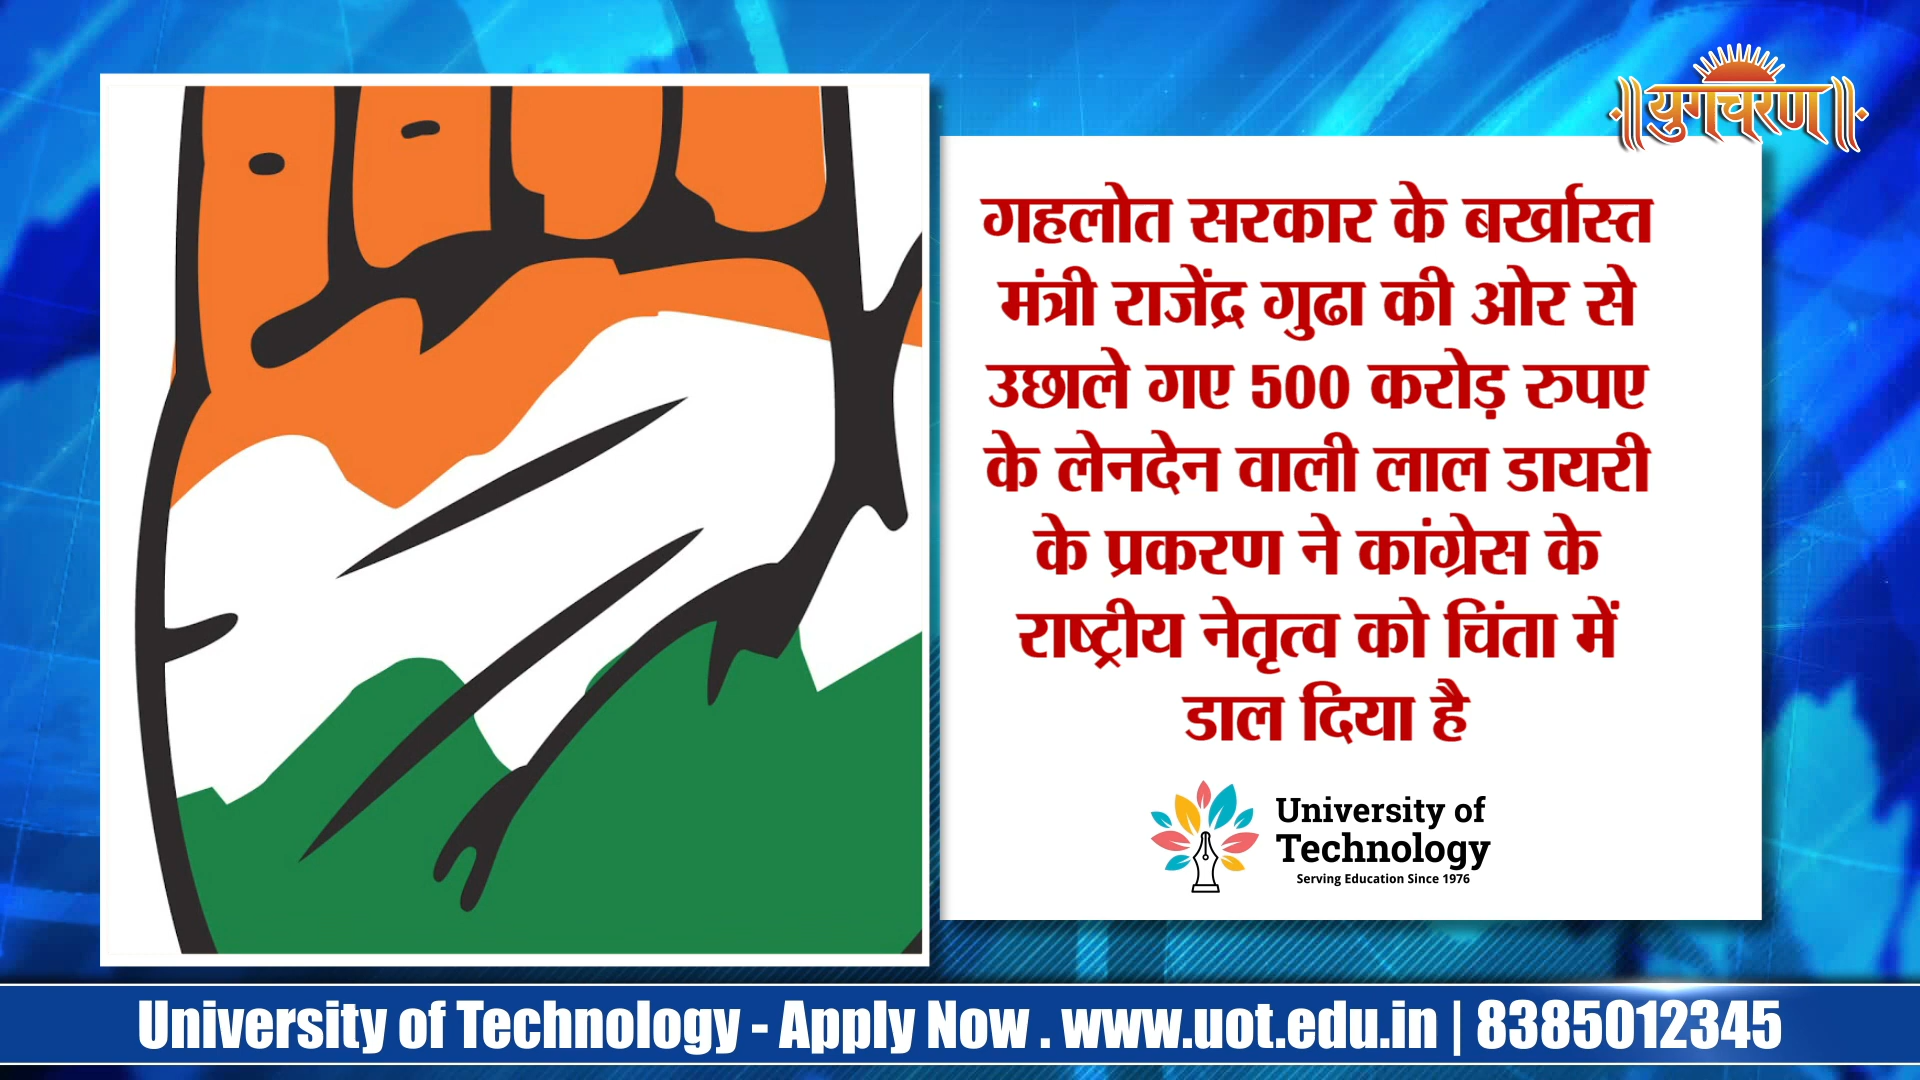 ॥युगचरण॥
गहलोत सरकार के बर्खास्त
मंत्री राजेंद्र गुढा की ओर से
उछाले गए 500 करोड़ रुपए
के लेनदेन वाली लाल डायरी
के प्रकरण ने कांग्रेस के
राष्ट्रीय नेतृत्व को चिंता में
डाल दिया है
University of
Technology
Serving Education Since 1976
University of Technology - Apply Now . www.uot.edu.in | 8385012345